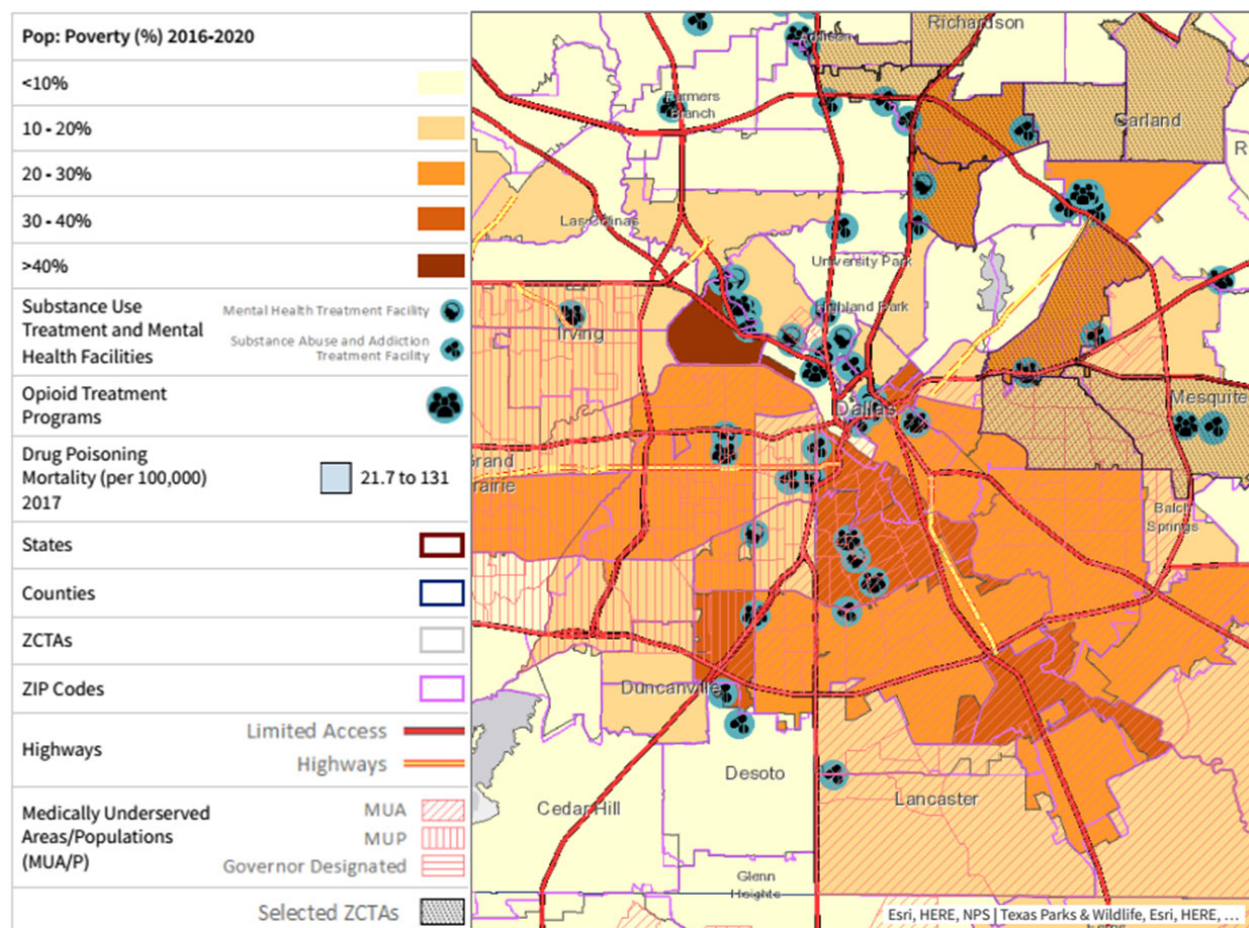 Pop: Poverty (%) 2016-2020
<10%
10 - 20%
20 - 30%
30 - 40%
>40%
Substance Use
Treatment and Mental
Health Facilities
Mental Health Treatment Facility
Substance Abuse and Addiction
Treatment Facility
Opioid Treatment
Programs
Drug Poisoning
Mortality (per 100,000)
2017
21.7 to 131
States
Counties
ZCTAs
ZIP Codes
Highways
Limited Access
Highways
Medically Underserved
Areas/Populations
(MUA/P)
MUA
MUP
Governor Designated
Selected ZCTAs
Richardson
Addison
Farmers
Branch
Garland
R
Las Colinas
University Park
Highland Park
Irving
Dallas
Mesquite
Grand
Prairie
Balch
Springs
Duncanville
Desoto
Cedar Hill
Lancaster
Glenn
Heights
Esri, HERE, NPS | Texas Parks & Wildlife, Esri, HERE, ...